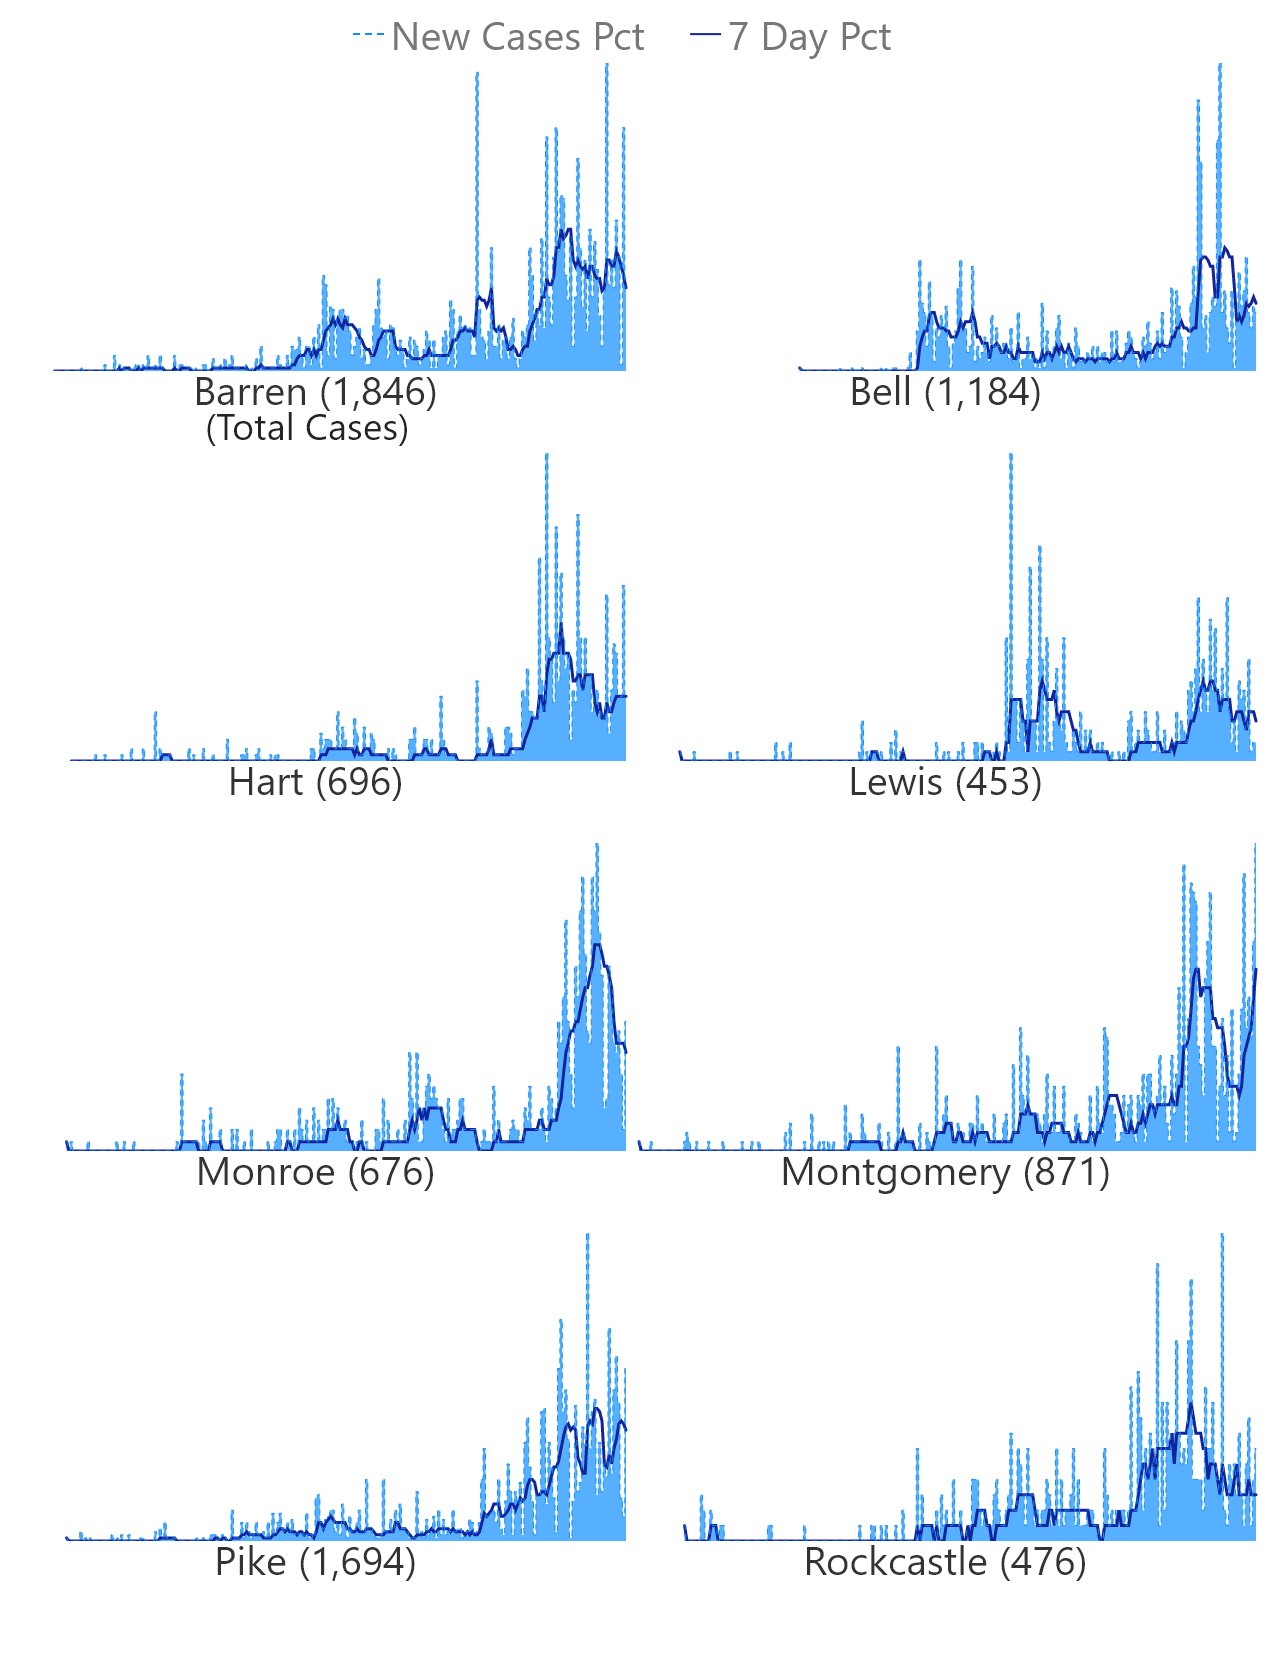 New Cases Pct 7 Day Pct
Barren (1,846) Bell (1,184)
(Total Cases)
Hart (696) Lewis (453)
Monroe (676) Montgomery (871)
Pike (1,694) Rockcastle (476)